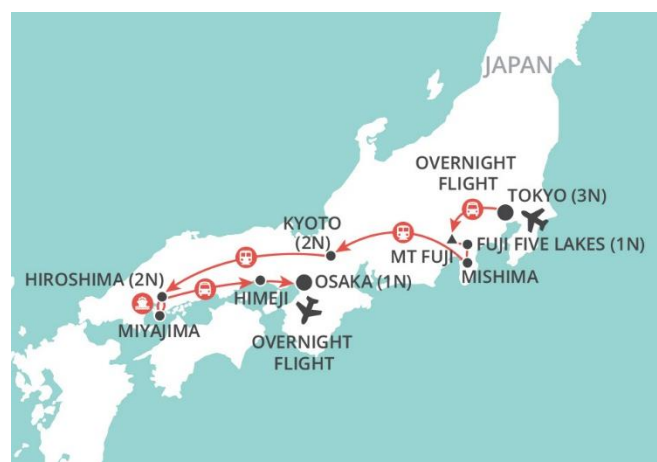 JAPAN
OVERNIGHT
FLIGHT
TOKYO (3N)
KYOTO
(2N)
MT FUJI
FUJI FIVE LAKES (1N)
MISHIMA
HIROSHIMA (2N)
HIMEJI
OSAKA (1N)
MIYAJIMA
OVERNIGHT
FLIGHT